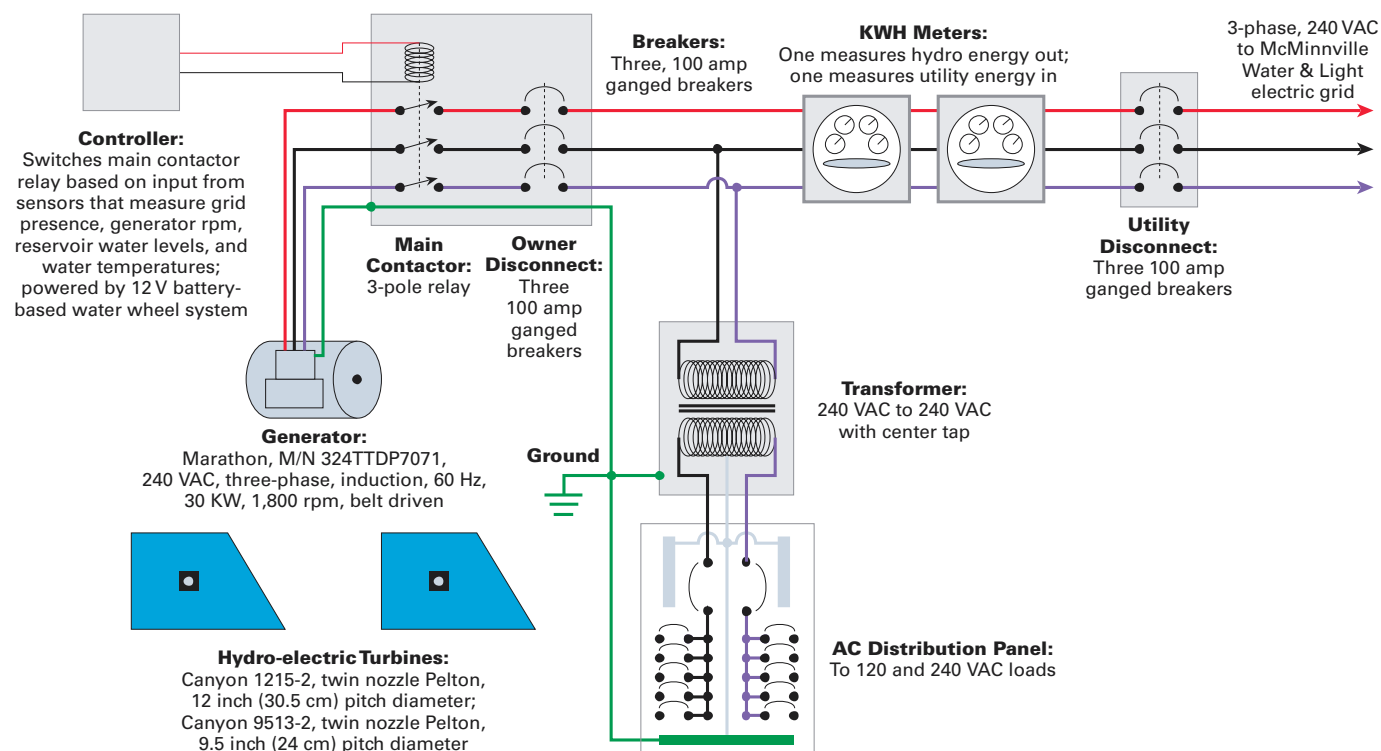 Controller:
Switches main contactor
relay based on input from
sensors that measure grid
presence, generator rpm,
reservoir water levels, and
water temperatures;
powered by 12 V battery-
based water wheel system
Main
Contactor:
3-pole relay
Owner
Disconnect:
Three
100 amp
ganged
breakers
Breakers:
Three, 100 amp
ganged breakers
KWH Meters:
One measures hydro energy out;
one measures utility energy in
3-phase, 240 VAC
to McMinnville
Water & Light
electric grid
Utility
Disconnect:
Three 100 amp
ganged breakers
Generator:
Marathon, M/N 324TTDP7071,
240 VAC, three-phase, induction, 60 Hz,
30 KW, 1,800 rpm, belt driven
Ground
Transformer:
240 VAC to 240 VAC
with center tap
Hydro-electric Turbines:
Canyon 1215-2, twin nozzle Pelton,
12 inch (30.5 cm) pitch diameter;
Canyon 9513-2, twin nozzle Pelton,
9.5 inch (24 cm) pitch diameter
AC Distribution Panel:
To 120 and 240 VAC loads